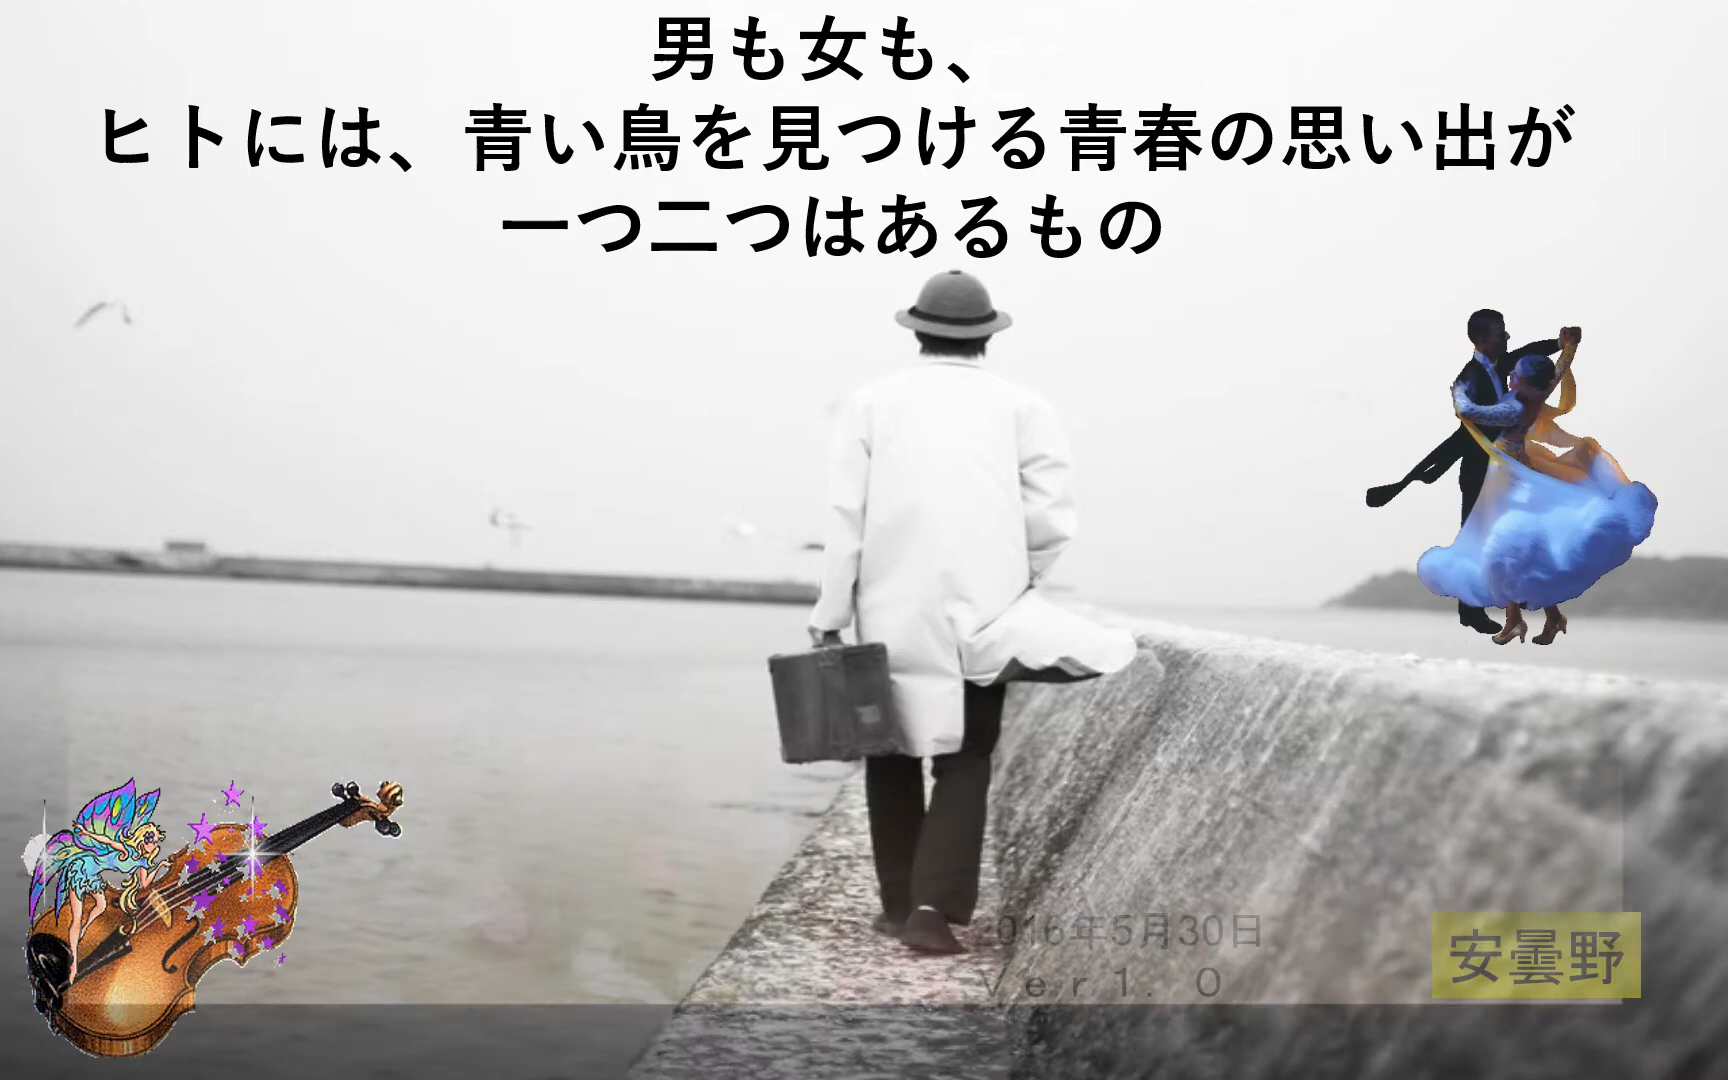 男も女も、
ヒトには、青い鳥を見つける青春の思い出が
一つ二つはあるもの
2016年5月30日
Ｖｅｒ１．０
安曇野